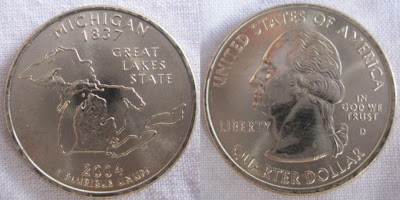 MICHIGAN
1837
GREAT
LAKES
STATE
2004
E PLURIBUS UNUM
UNITED STATES OF AMERICA
LIBERTY
IN
GOD WE
TRUST
D
QUARTER DOLLAR